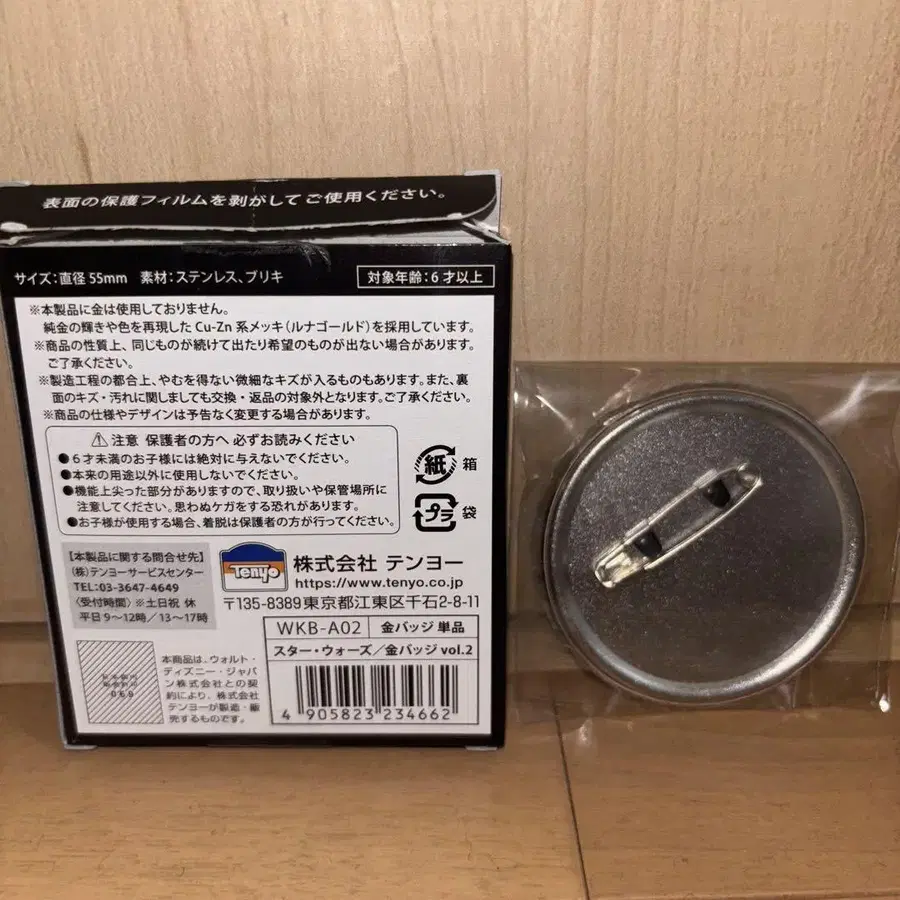 表面の保護フィルムを剥がしてご使用ください。
サイズ：直径55mm　素材：ステンレス、ブリキ
対象年齢：6才以上
※本製品に金は使用しておりません。
純金の輝きや色を再現したCu-Zn系メッキ（ルナゴールド）を採用しています。
※商品の性質上、同じものが続けて出たり希望のものが出ない場合があります。
ご了承ください。
※製造工程の都合上、やむを得ない微細なキズが入るものもあります。また、裏
面のキズ・汚れに関しましても交換・返品の対象外となります。ご了承ください。
※商品の仕様やデザインは予告なく変更する場合があります。
⚠注意 保護者の方へ 必ずお読みください
●6才未満のお子様には絶対に与えないでください。
●本来の用途以外に使用しないでください。
●機能上尖った部分がありますので、取り扱いや保管場所に
注意してください。思わぬケガをする恐れがあります。
●お子様が使用する場合、着脱は保護者の方が行ってください。
紙 箱
プラ 袋
【本製品に関する問合せ先】
（株）テンヨーサービスセンター
TEL：03-3647-4649
〈受付時間〉※土日祝 休
平日9～12時／13～17時
Tenyo
株式会社 テンヨー
https://www.tenyo.co.jp
〒135-8389東京都江東区千石2-8-11
WKB-A02 金バッジ 単品
スター・ウォーズ／金バッジ vol.2
本商品は、ウォルト・
ディズニー・ジャパ
ン株式会社との契
約により、株式会社
テンヨーが製造・販
売するものです。
4 905823 234662